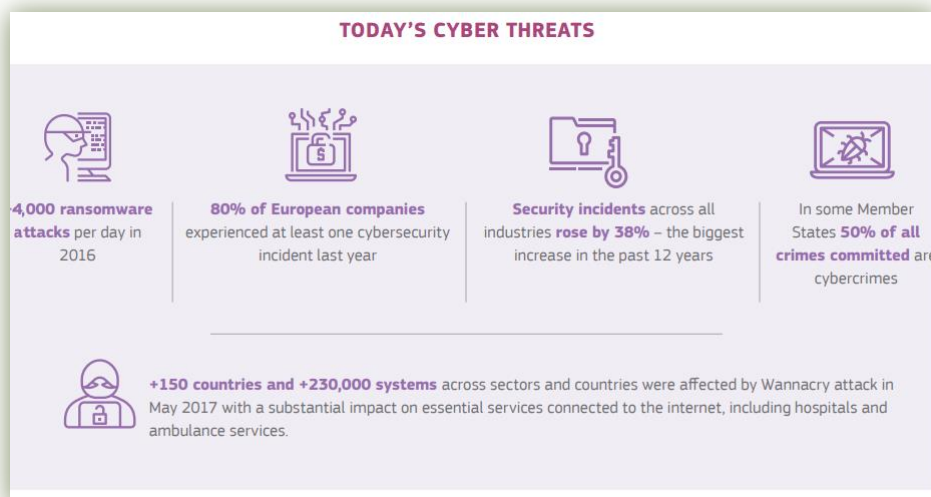 TODAY'S CYBER THREATS
4,000 ransomware
attacks per day in
2016
80% of European companies
experienced at least one cybersecurity
incident last year
Security incidents across all
industries rose by 38% – the biggest
increase in the past 12 years
In some Member
States 50% of all
crimes committed are
cybercrimes
+150 countries and +230,000 systems across sectors and countries were affected by Wannacry attack in
May 2017 with a substantial impact on essential services connected to the internet, including hospitals and
ambulance services.